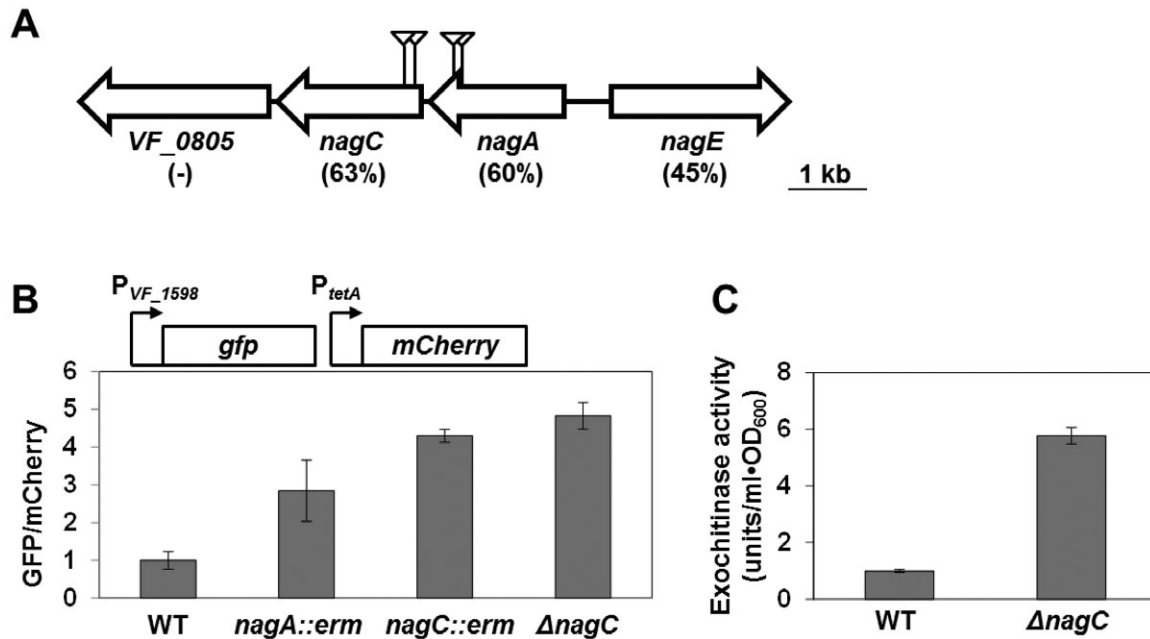 A
VF_0805 nagC nagA nagE
(-) (63%) (60%) (45%)
1 kb
B
P_VF_1598 P_tetA
gfp mCherry
GFP/mCherry
6
5
4
3
2
1
0
WT nagA::erm nagC::erm ΔnagC
C
Exochitinase activity
(units/ml•OD600)
8
6
4
2
0
WT ΔnagC